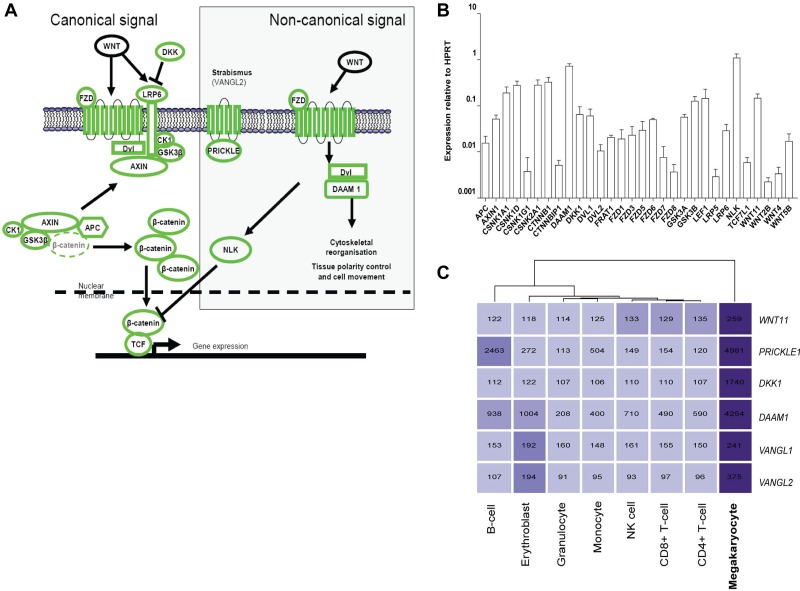 A
Canonical signal
Non-canonical signal
WNT
DKK
LRP6
FZD
Strabismus
(VANGL2)
WNT
FZD
CK1
Dvl
GSK3β
AXIN
PRICKLE
Dvl
DAAM 1
AXIN
CK1
GSK3β
APC
β-catenin
β-catenin
β-catenin
β-catenin
NLK
Cytoskeletal
reorganisation
Tissue polarity control
and cell movement
Nuclear
membrane
β-catenin
TCF
Gene expression
B
Expression relative to HPRT
10
1
0.1
0.01
0.001
APC
AXIN1
CSNK1A1
CSNK1D
CSNK1G1
CSNK2A1
CTNNB1
CTNNBIP1
DAAM1
DKK1
DVL1
DVL2
FRAT1
FZD1
FZD3
FZD5
FZD6
FZD7
FZD8
GSK3A
GSK3B
LEF1
LRP5
LRP6
NLK
TCF7L1
WNT11
WNT2B
WNT4
WNT5B
C
122 118 114 125 133 129 135 259 WNT11
2463 272 113 504 149 154 120 4961 PRICKLE1
112 122 107 106 110 110 107 1740 DKK1
938 1004 208 400 710 490 590 4284 DAAM1
153 192 160 148 161 155 150 241 VANGL1
107 194 91 95 93 97 96 375 VANGL2
B-cell
Erythroblast
Granulocyte
Monocyte
NK cell
CD8+ T-cell
CD4+ T-cell
Megakaryocyte